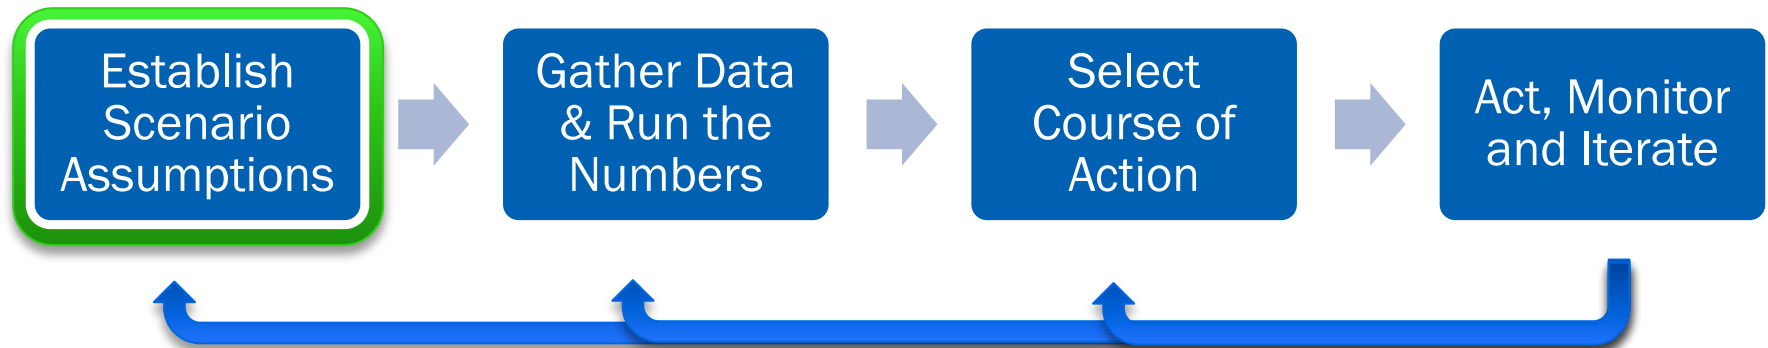 Establish
Scenario
Assumptions
Gather Data
& Run the
Numbers
Select
Course of
Action
Act, Monitor
and Iterate